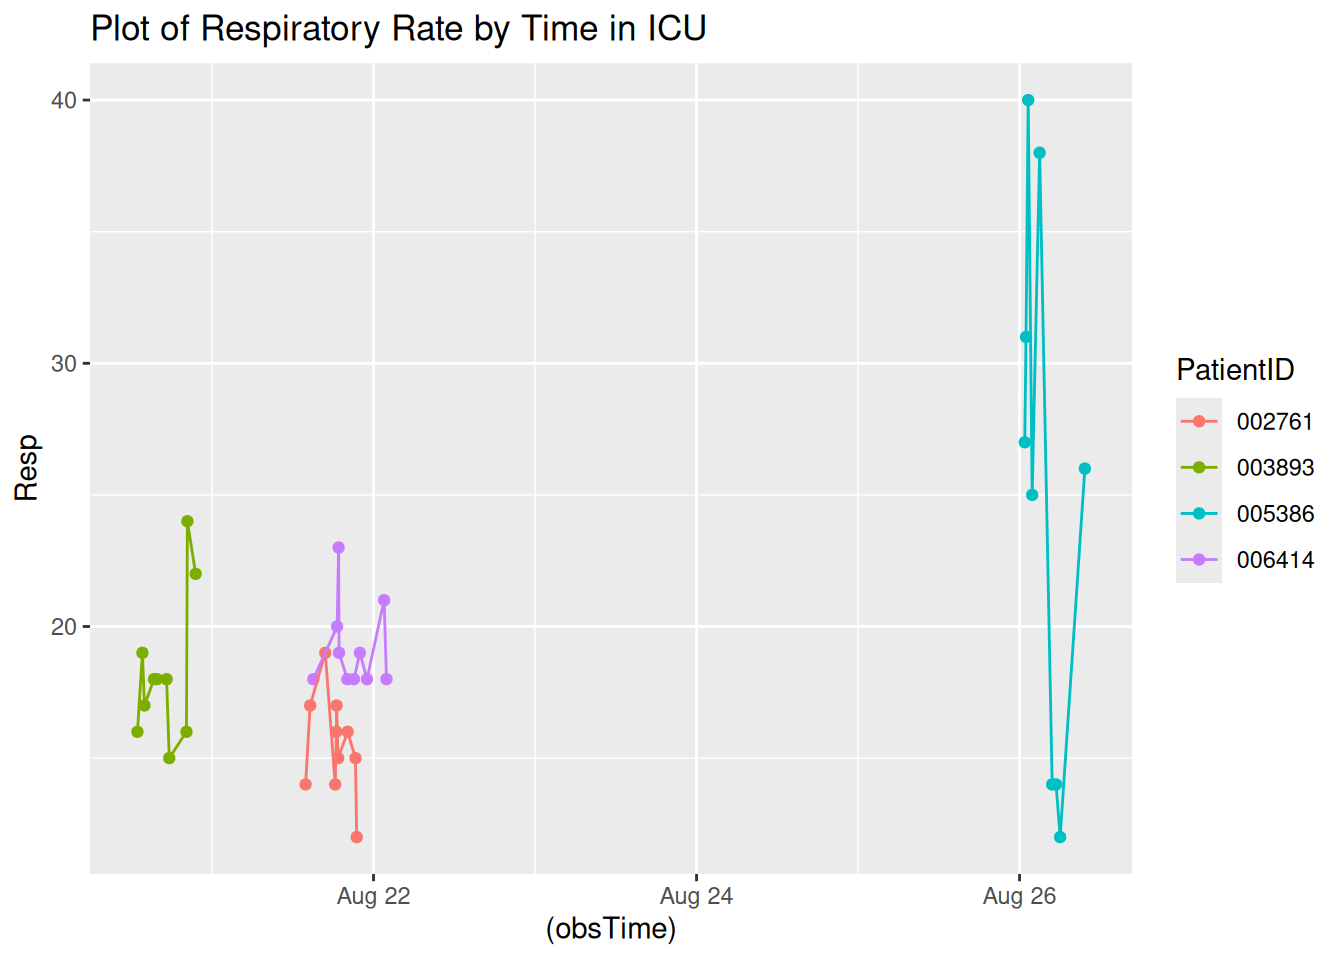 Plot of Respiratory Rate by Time in ICU
40
30
20
Resp
Aug 22
Aug 24
Aug 26
(obsTime)
PatientID
002761
003893
005386
006414